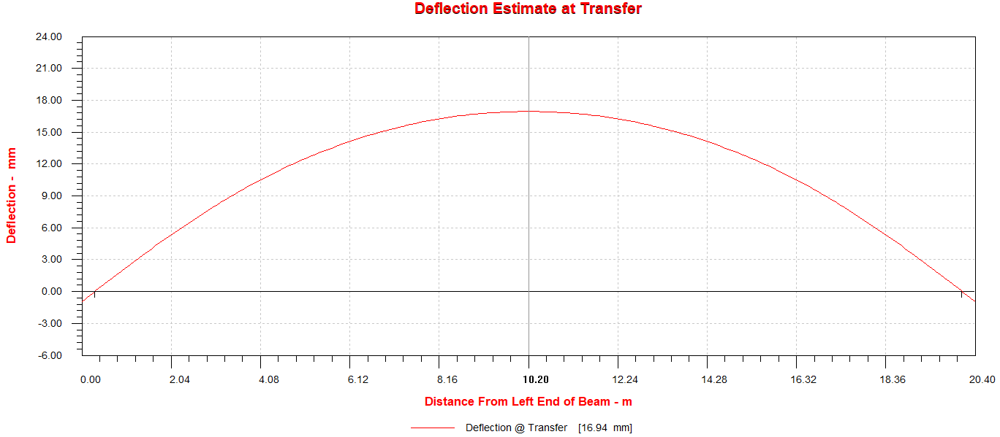 Deflection Estimate at Transfer
24.00
21.00
18.00
15.00
12.00
9.00
6.00
3.00
0.00
-3.00
-6.00
Deflection - mm
0.00 2.04 4.08 6.12 8.16 10.20 12.24 14.28 16.32 18.36 20.40
Distance From Left End of Beam - m
Deflection @ Transfer [16.94 mm]